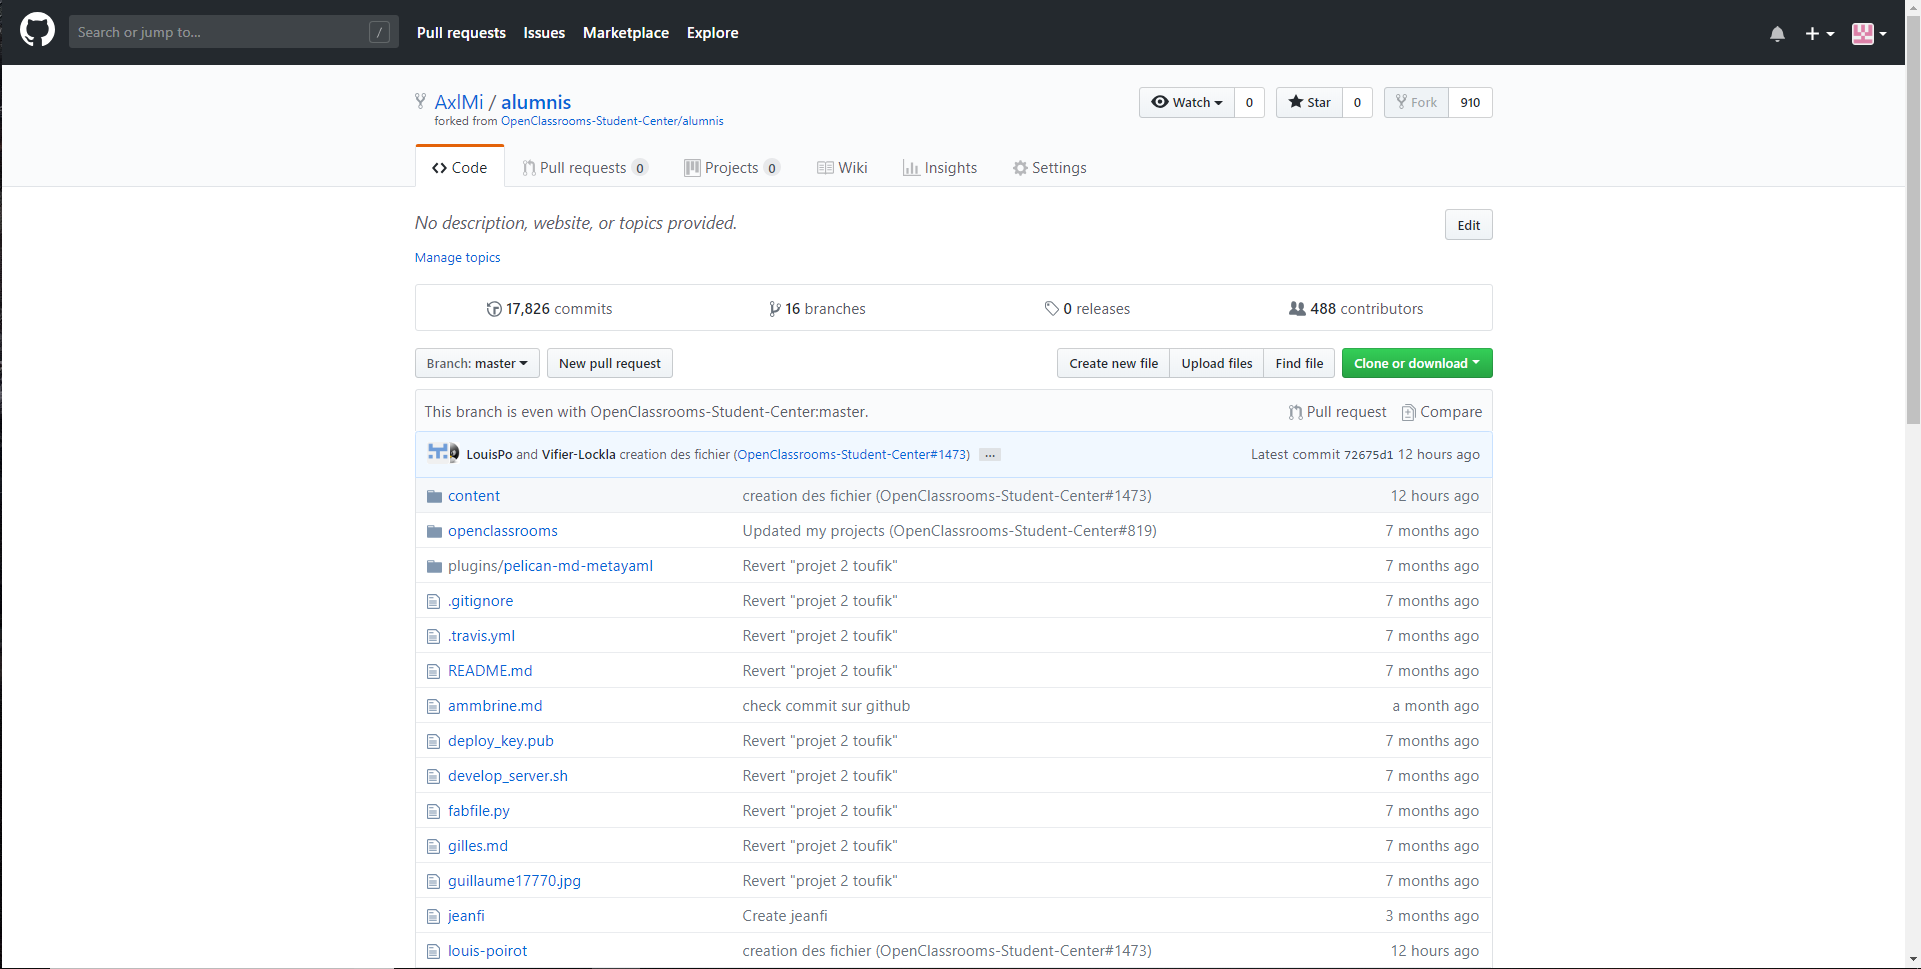 Search or jump to... /
Pull requests Issues Marketplace Explore
AxlMi / alumnis
forked from OpenClassrooms-Student-Center/alumnis
Watch 0 Star 0 Fork 910
Code Pull requests 0 Projects 0 Wiki Insights Settings
No description, website, or topics provided. Edit
Manage topics
17,826 commits 16 branches 0 releases 488 contributors
Branch: master New pull request Create new file Upload files Find file Clone or download
This branch is even with OpenClassrooms-Student-Center:master. Pull request Compare
LouisPo and Vifier-Lockla creation des fichier (OpenClassrooms-Student-Center#1473) ... Latest commit 72675d1 12 hours ago
content creation des fichier (OpenClassrooms-Student-Center#1473) 12 hours ago
openclassrooms Updated my projects (OpenClassrooms-Student-Center#819) 7 months ago
plugins/pelican-md-metayaml Revert "projet 2 toufik" 7 months ago
.gitignore Revert "projet 2 toufik" 7 months ago
.travis.yml Revert "projet 2 toufik" 7 months ago
README.md Revert "projet 2 toufik" 7 months ago
ammbrine.md check commit sur github a month ago
deploy_key.pub Revert "projet 2 toufik" 7 months ago
develop_server.sh Revert "projet 2 toufik" 7 months ago
fabfile.py Revert "projet 2 toufik" 7 months ago
gilles.md Revert "projet 2 toufik" 7 months ago
guillaume17770.jpg Revert "projet 2 toufik" 7 months ago
jeanfi Create jeanfi 3 months ago
louis-poirot creation des fichier (OpenClassrooms-Student-Center#1473) 12 hours ago